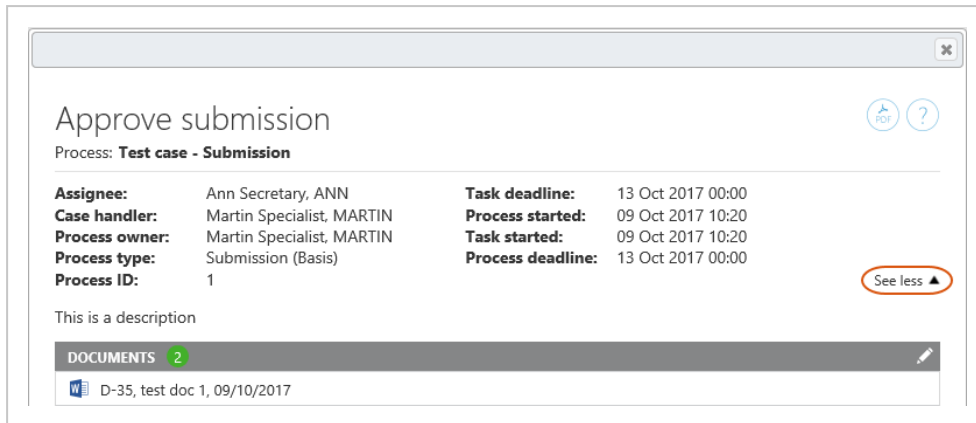 Approve submission
PDF ?
Process: Test case - Submission
Assignee: Ann Secretary, ANN Task deadline: 13 Oct 2017 00:00
Case handler: Martin Specialist, MARTIN Process started: 09 Oct 2017 10:20
Process owner: Martin Specialist, MARTIN Task started: 09 Oct 2017 10:20
Process type: Submission (Basis) Process deadline: 13 Oct 2017 00:00
Process ID: 1
See less ▲
This is a description
DOCUMENTS 2
W D-35, test doc 1, 09/10/2017